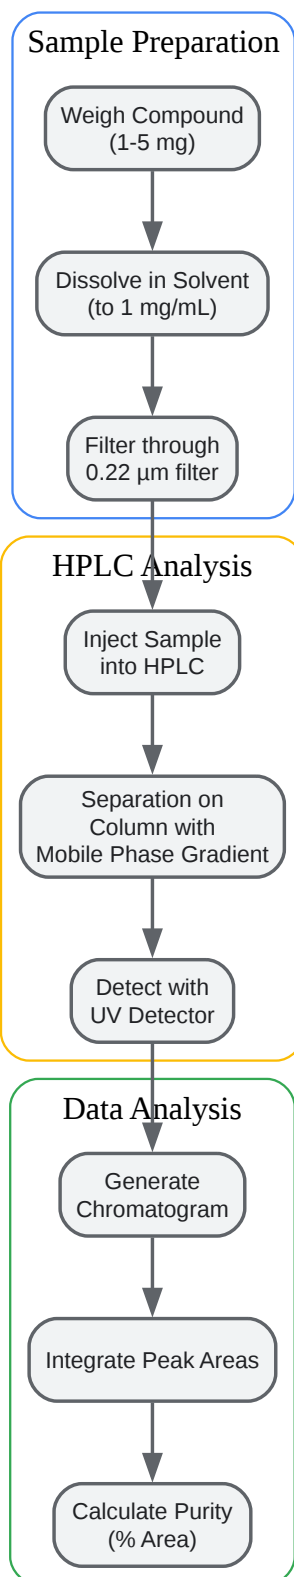 Sample Preparation
Weigh Compound
(1-5 mg)
Dissolve in Solvent
(to 1 mg/mL)
Filter through
0.22 µm filter
HPLC Analysis
Inject Sample
into HPLC
Separation on
Column with
Mobile Phase Gradient
Detect with
UV Detector
Data Analysis
Generate
Chromatogram
Integrate Peak Areas
Calculate Purity
(% Area)